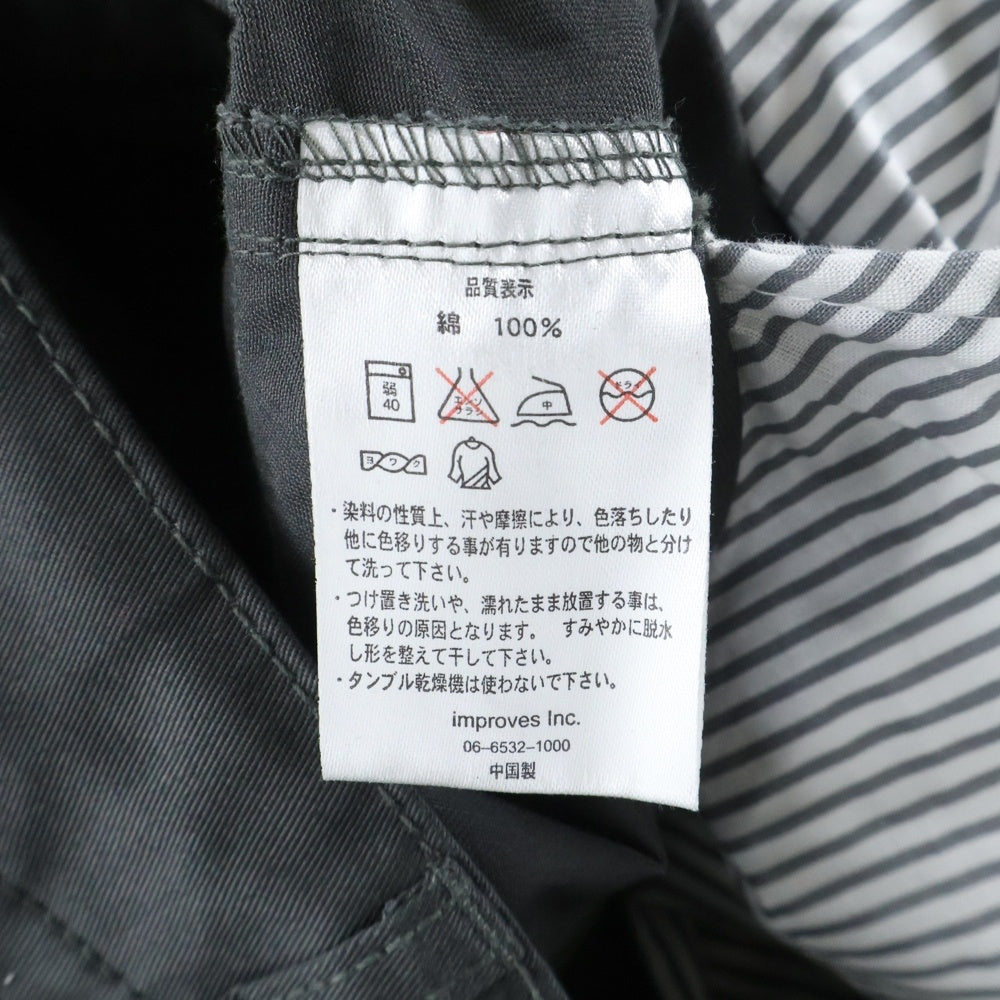 品質表示
綿 100%
弱
40
エンソ
サラシ
中
ドライ
ヨワク
・染料の性質上、汗や摩擦により、色落ちしたり
他に色移りする事が有りますので他の物と分け
て洗って下さい。
・つけ置き洗いや、濡れたまま放置する事は、
色移りの原因となります。 すみやかに脱水
し形を整えて干して下さい。
・タンブル乾燥機は使わないで下さい。
improves Inc.
06-6532-1000
中国製